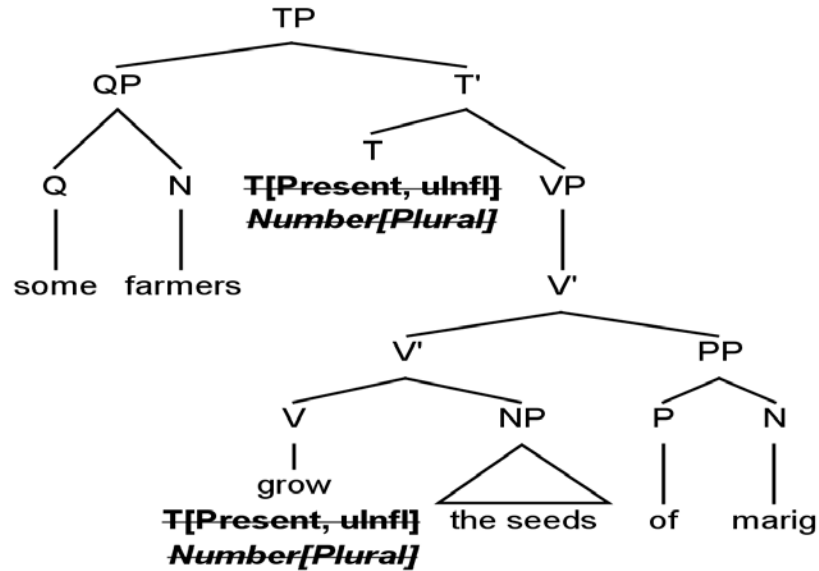 TP
QP T'
T
Q N T[Present, uInfl] VP
Number[Plural]
some farmers V'
V' PP
V NP P N
grow
T[Present, uInfl] the seeds of marig
Number[Plural]